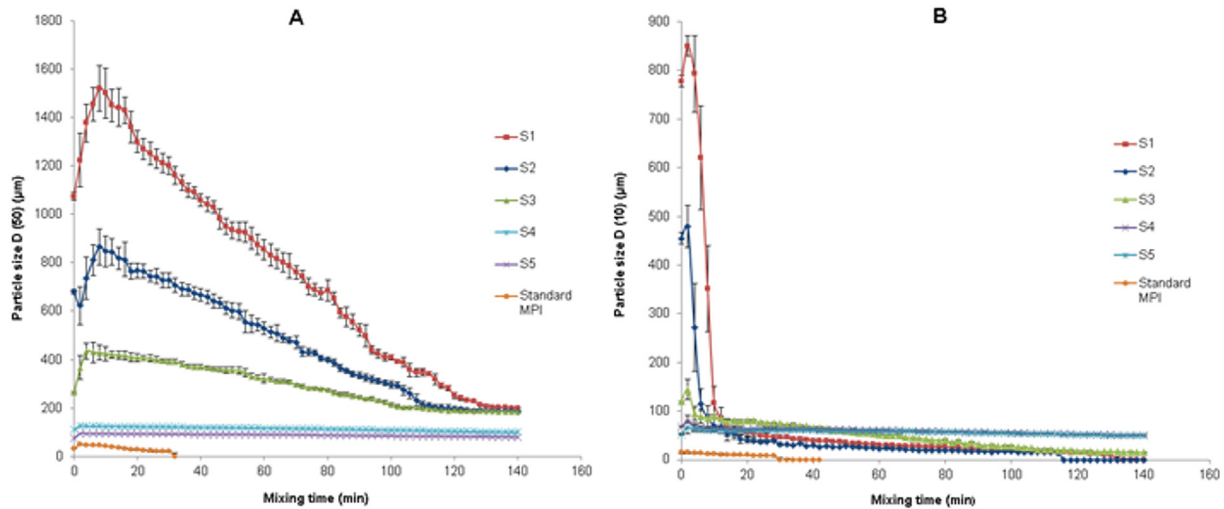 A
1800
1600
1400
1200
1000
800
600
400
200
0
Particle size D (50) (µm)
0 20 40 60 80 100 120 140 160
Mixing time (min)
S1
S2
S3
S4
S5
Standard
MPI
B
900
800
700
600
500
400
300
200
100
0
Particle size D (10) (µm)
0 20 40 60 80 100 120 140 160
Mixing time (min)
S1
S2
S3
S4
S5
Standard
MPI